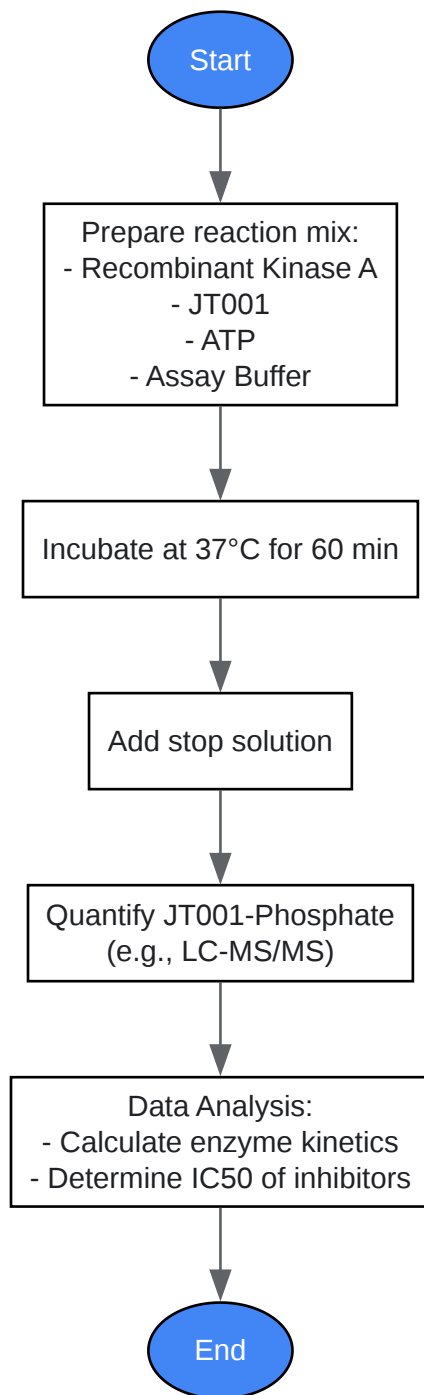 Start
Prepare reaction mix:
- Recombinant Kinase A
- JT001
- ATP
- Assay Buffer
Incubate at 37°C for 60 min
Add stop solution
Quantify JT001-Phosphate
(e.g., LC-MS/MS)
Data Analysis:
- Calculate enzyme kinetics
- Determine IC50 of inhibitors
End